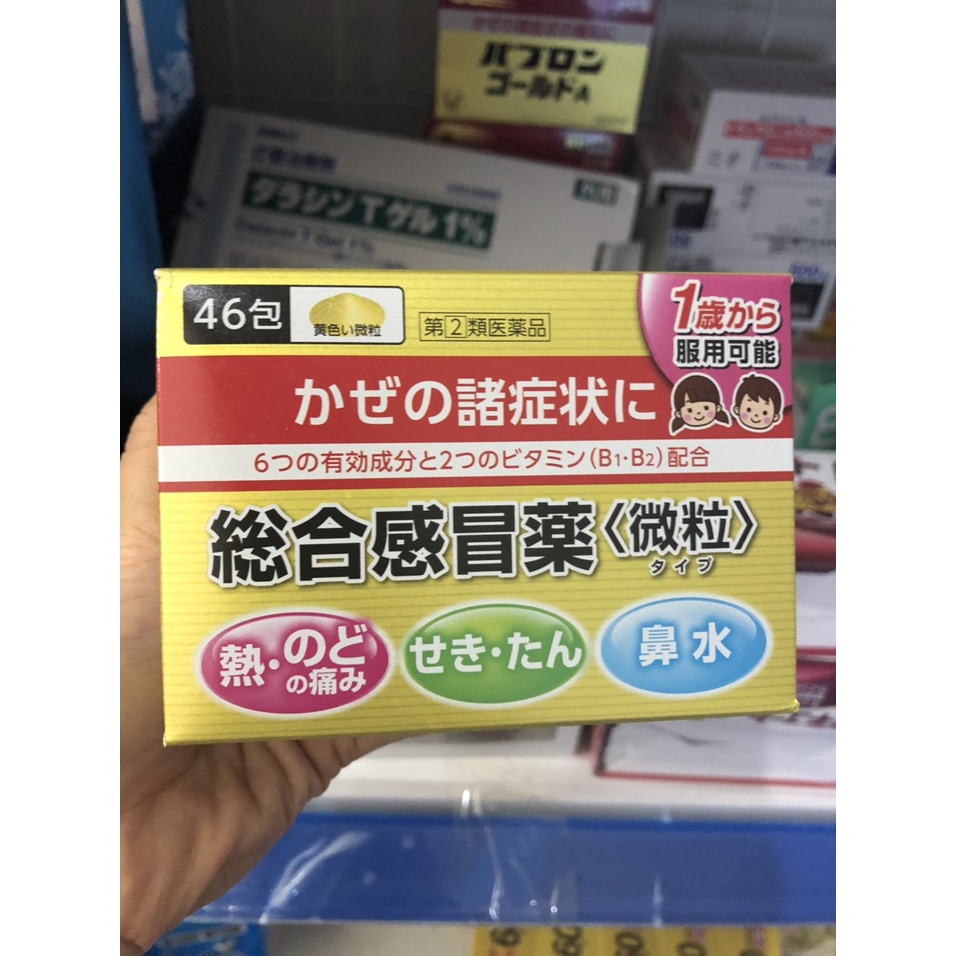 パブロン
ゴールドA
ダラシンTゲル1%
46包
黄色い微粒
第②類医薬品
1歳から
服用可能
かぜの諸症状に
6つの有効成分と2つのビタミン(B1・B2)配合
総合感冒薬〈微粒〉
タイプ
熱・のど
の痛み
せき・たん
鼻水